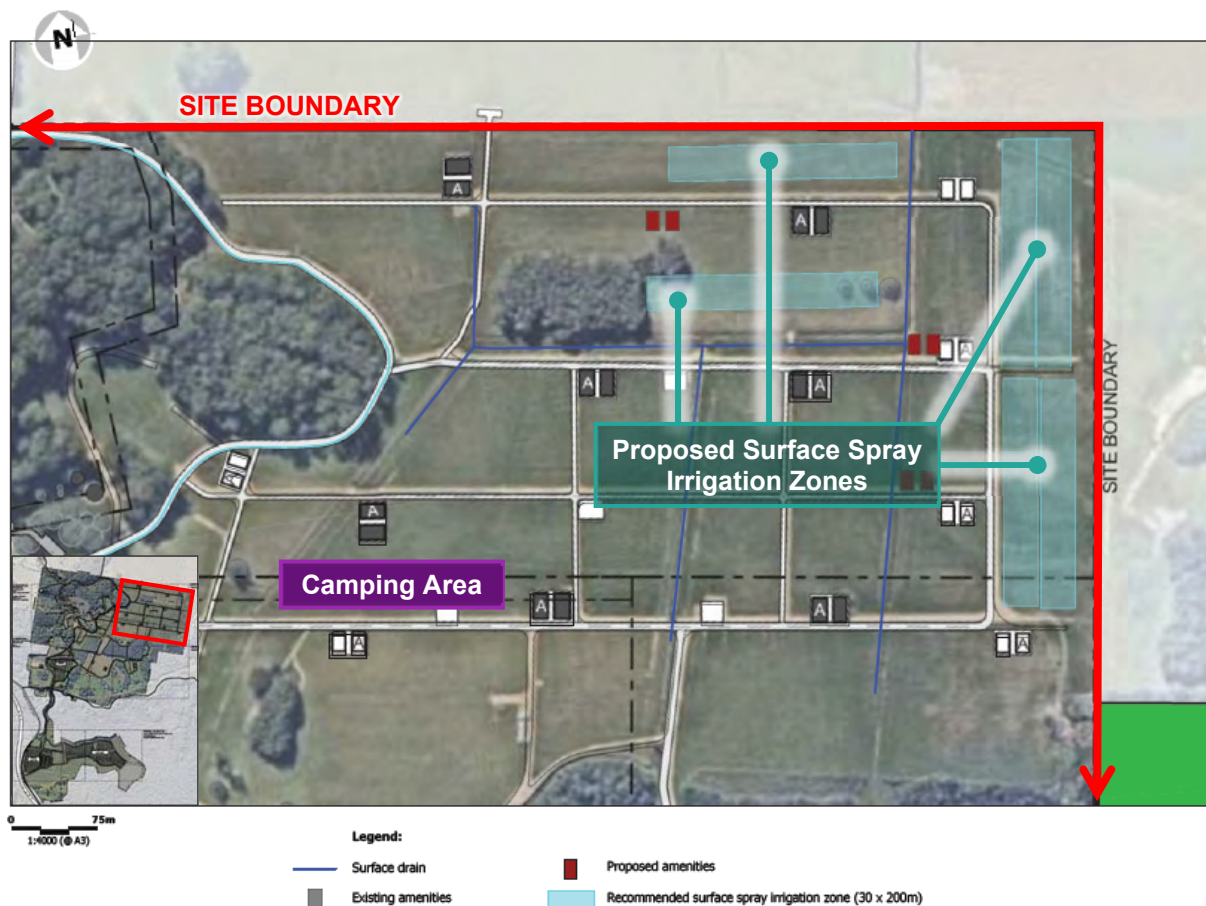 N
SITE BOUNDARY
A
A
A
A
A
SITE BOUNDARY
Proposed Surface Spray
Irrigation Zones
A
A
Camping Area
A
A
A
A
0 75m
1:4000 (@ A3)
Legend:
Surface drain
Proposed amenities
Existing amenities
Recommended surface spray irrigation zone (30 x 200m)